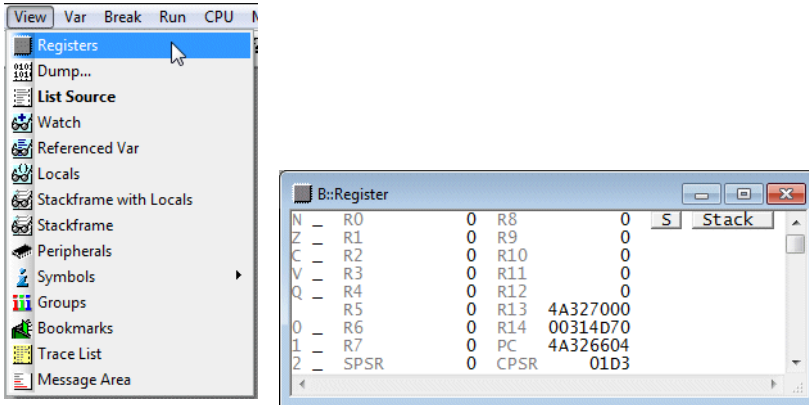 View Var Break Run CPU
Registers
Dump...
List Source
Watch
Referenced Var
Locals
Stackframe with Locals
Stackframe
Peripherals
Symbols
Groups
Bookmarks
Trace List
Message Area
B::Register
N _ R0 0 R8 0 S Stack
Z _ R1 0 R9 0
C _ R2 0 R10 0
V _ R3 0 R11 0
Q _ R4 0 R12 0
R5 0 R13 4A327000
0 _ R6 0 R14 00314D70
1 _ R7 0 PC 4A326604
2 _ SPSR 0 CPSR 01D3